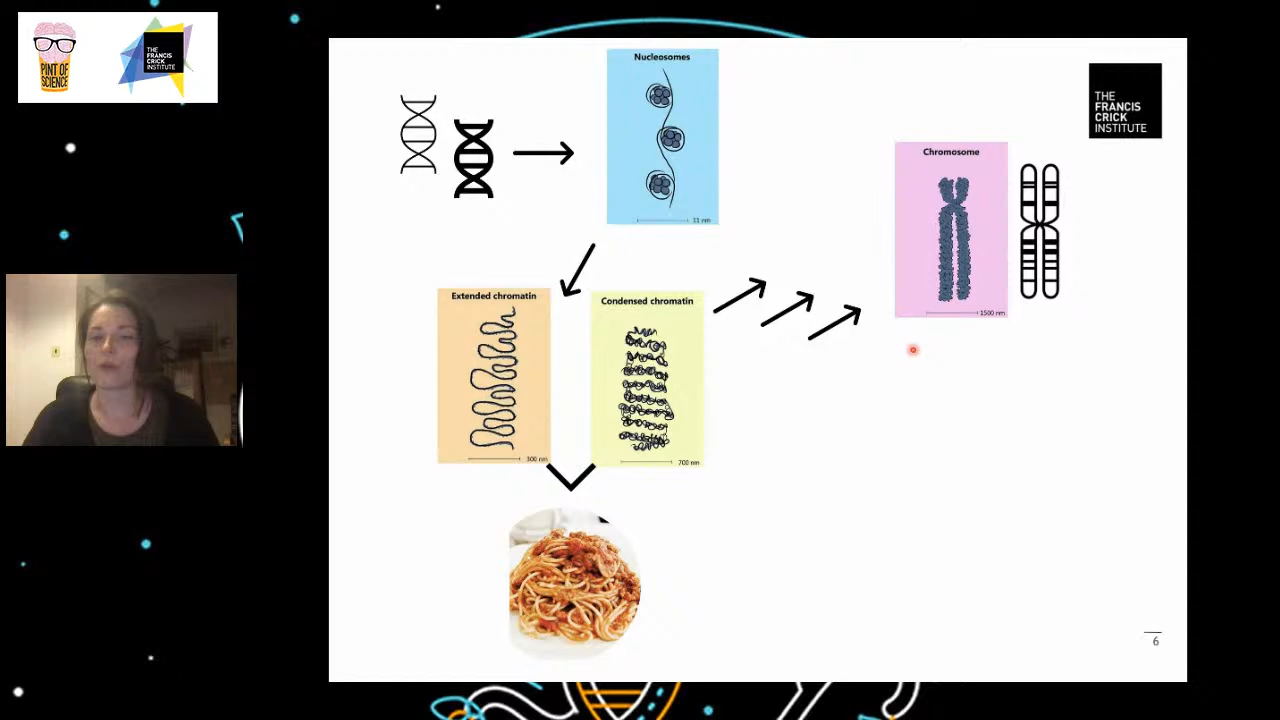 PINT OF
SCIENCE
THE
FRANCIS
CRICK
INSTITUTE
Nucleosomes
11 nm
THE
FRANCIS
CRICK
INSTITUTE
Chromosome
1500 nm
Extended chromatin
300 nm
Condensed chromatin
700 nm
6